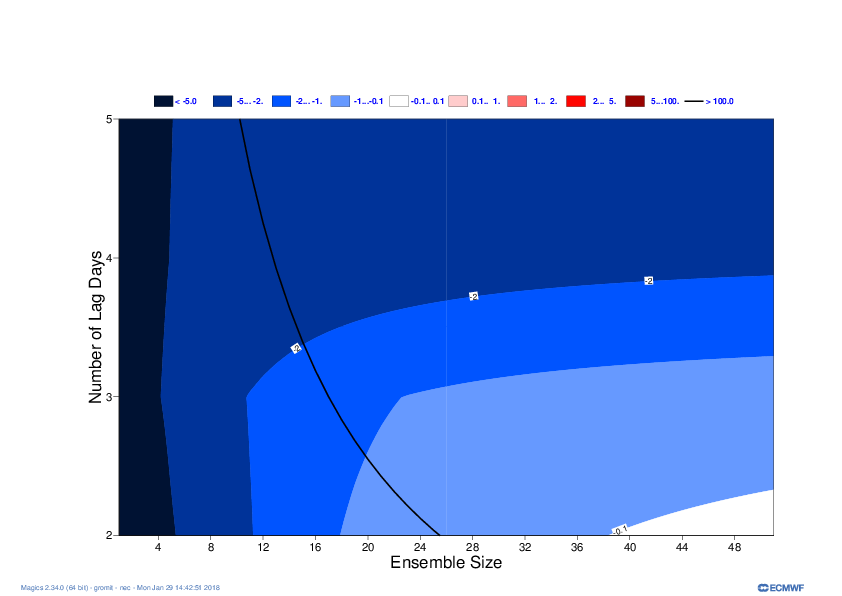 < -5.0 -5... -2. -2... -1. -1...-0.1 -0.1.. 0.1 0.1.. 1. 1... 2. 2... 5. 5...100. > 100.0
5
4
3
2
Number of Lag Days
-2
-2
-2
-0.1
4 8 12 16 20 24 28 32 36 40 44 48
Ensemble Size
Magics 2.34.0 (64 bit) - gromit - nec - Mon Jan 29 14:42:51 2018
ECMWF